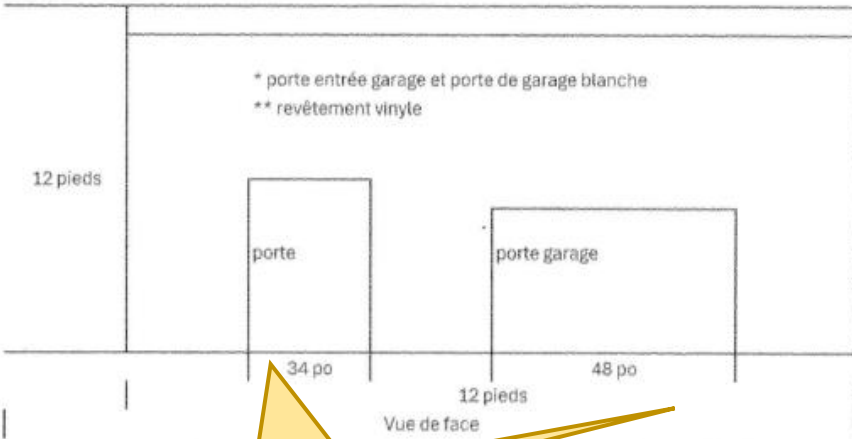 * porte entrée garage et porte de garage blanche
** revêtement vinyle
12 pieds
porte
porte garage
34 po
48 po
12 pieds
Vue de face